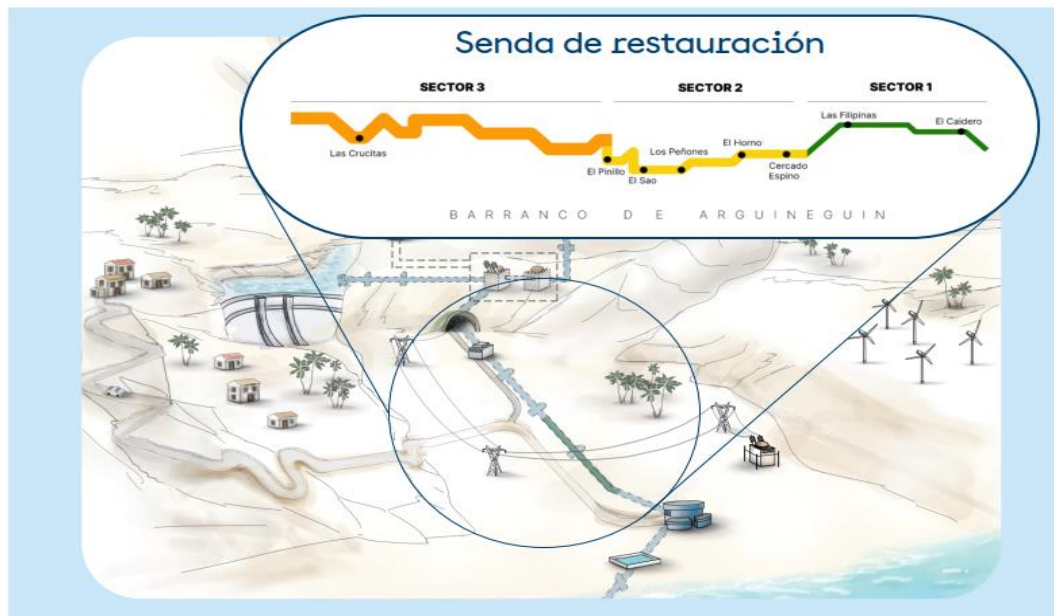 Senda de restauración
SECTOR 3
SECTOR 2
SECTOR 1
Las Filipinas
El Caidero
El Horno
Los Peñones
Las Crucitas
Cercado
Espino
El Pinillo
El Sao
BARRANCO DE ARGUINEGUIN